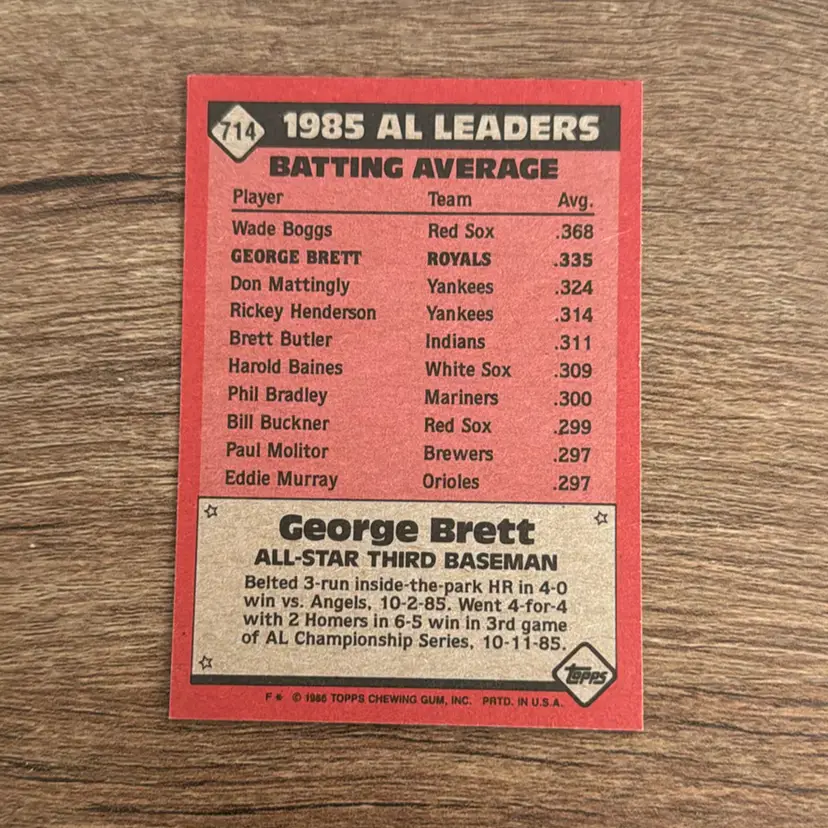 714 1985 AL LEADERS
BATTING AVERAGE
Player Team Avg.
Wade Boggs Red Sox .368
GEORGE BRETT ROYALS .335
Don Mattingly Yankees .324
Rickey Henderson Yankees .314
Brett Butler Indians .311
Harold Baines White Sox .309
Phil Bradley Mariners .300
Bill Buckner Red Sox .299
Paul Molitor Brewers .297
Eddie Murray Orioles .297
George Brett
ALL-STAR THIRD BASEMAN
Belted 3-run inside-the-park HR in 4-0
win vs. Angels, 10-2-85. Went 4-for-4
with 2 Homers in 6-5 win in 3rd game
of AL Championship Series, 10-11-85.
topps
F * © 1986 TOPPS CHEWING GUM, INC. PRTD. IN U.S.A.